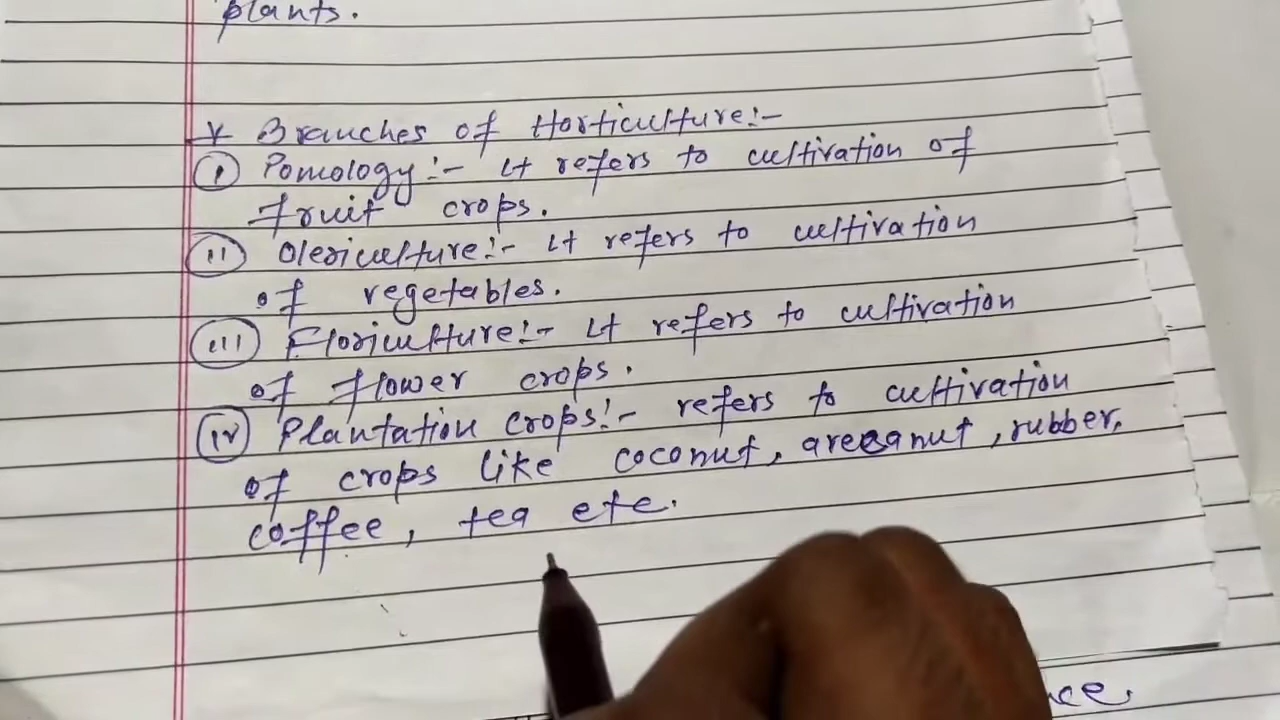 plants.
* Branches of Horticulture:-
(i) Pomology:- It refers to cultivation of
fruit crops.
(ii) Olericulture:- It refers to cultivation
of vegetables.
(iii) Floriculture:- It refers to cultivation
of flower crops.
(iv) Plantation crops:- refers to cultivation
of crops like coconut, arecanut, rubber,
coffee, tea etc.